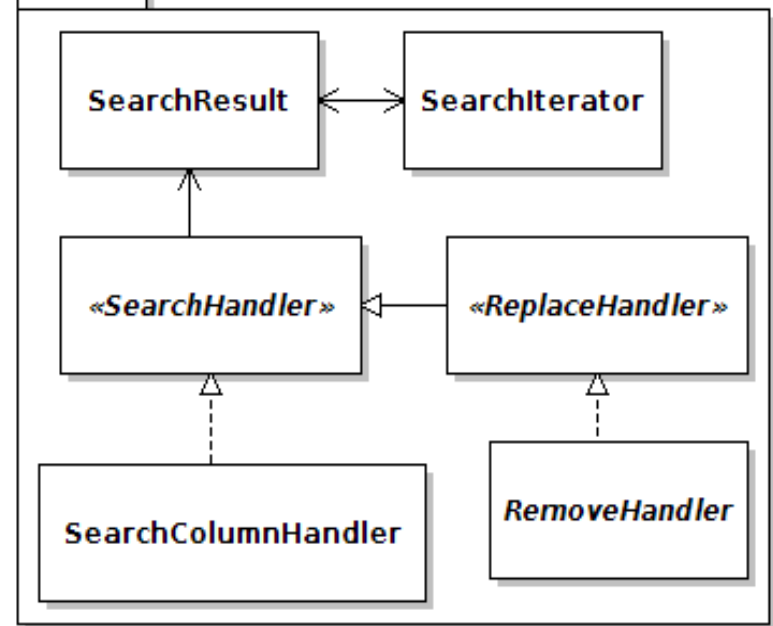 SearchResult
SearchIterator
«SearchHandler»
«ReplaceHandler»
SearchColumnHandler
RemoveHandler